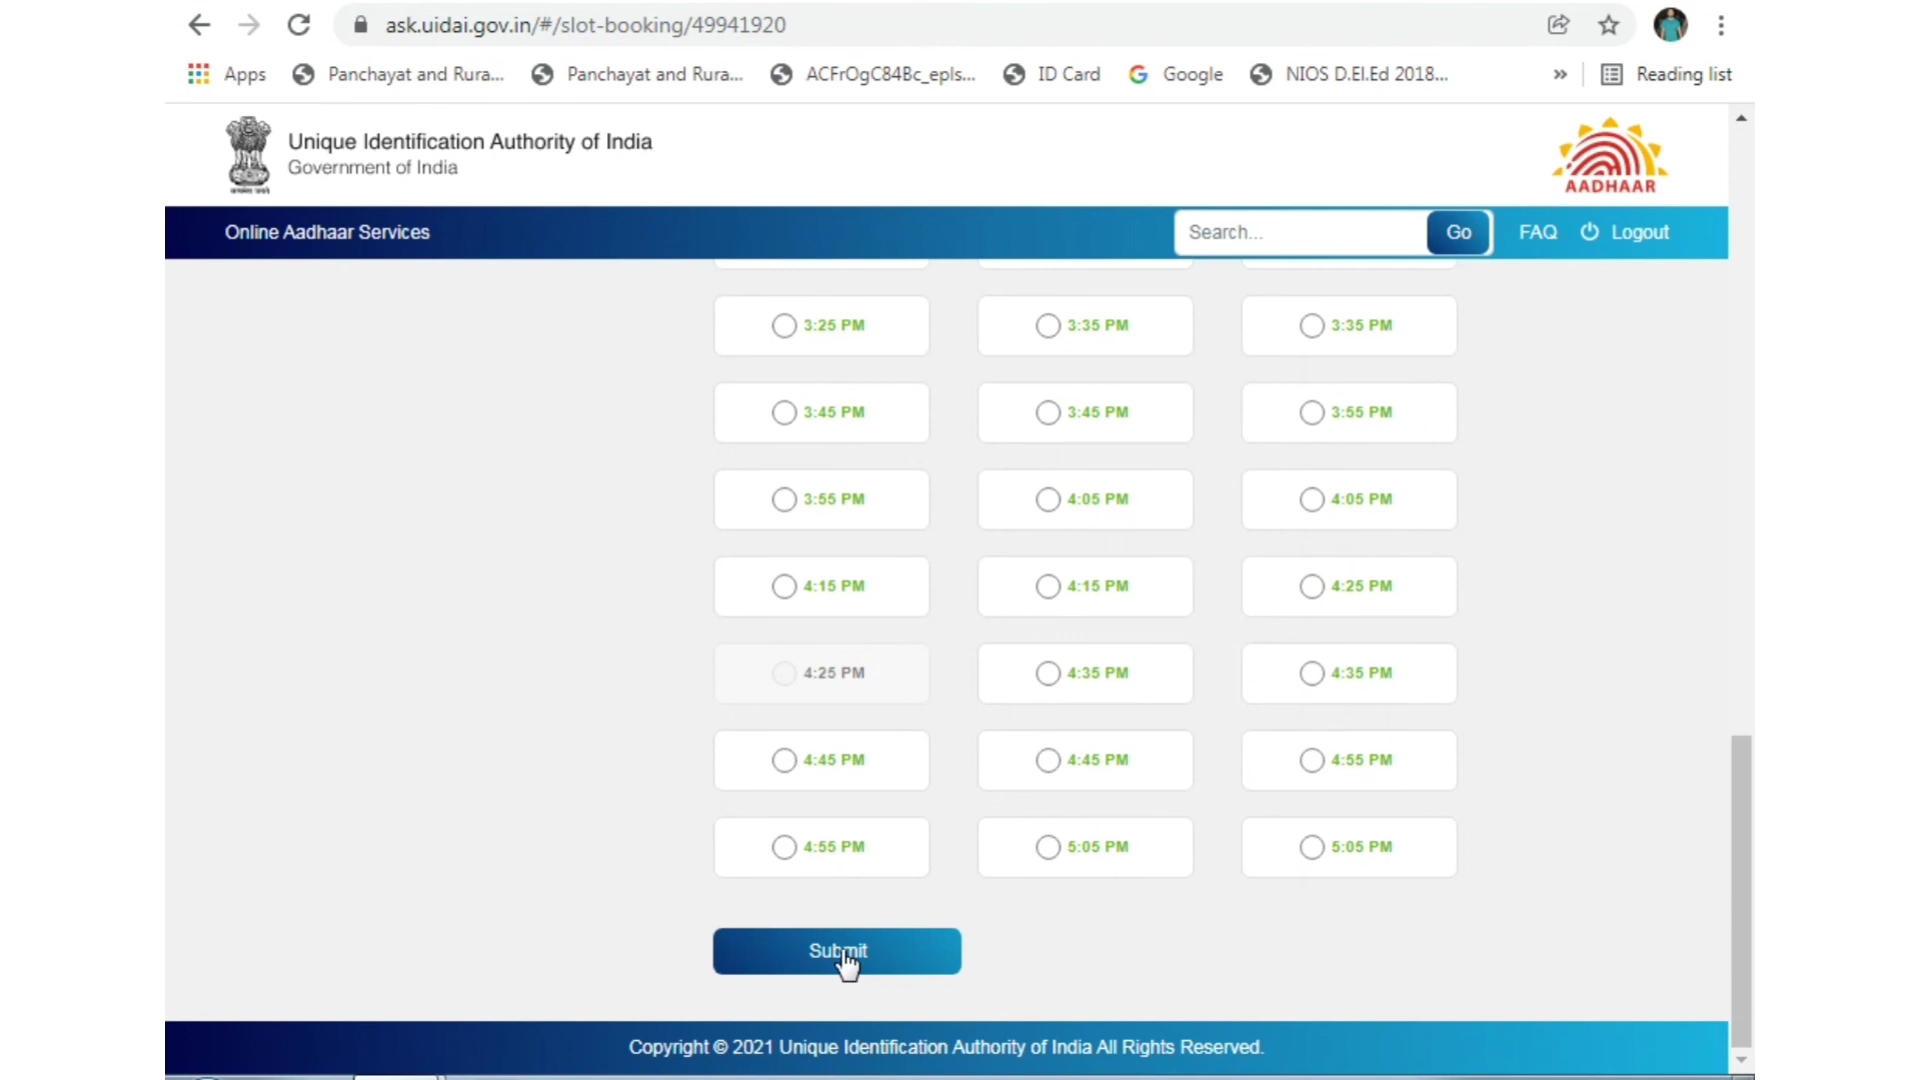 ask.uidai.gov.in/#/slot-booking/49941920
Apps Panchayat and Rura... Panchayat and Rura... ACFrOgC84Bc_epls... ID Card Google NIOS D.El.Ed 2018... » Reading list
Unique Identification Authority of India
Government of India
AADHAAR
Online Aadhaar Services Search... Go FAQ Logout
3:25 PM 3:35 PM 3:35 PM
3:45 PM 3:45 PM 3:55 PM
3:55 PM 4:05 PM 4:05 PM
4:15 PM 4:15 PM 4:25 PM
4:25 PM 4:35 PM 4:35 PM
4:45 PM 4:45 PM 4:55 PM
4:55 PM 5:05 PM 5:05 PM
Submit
Copyright © 2021 Unique Identification Authority of India All Rights Reserved.